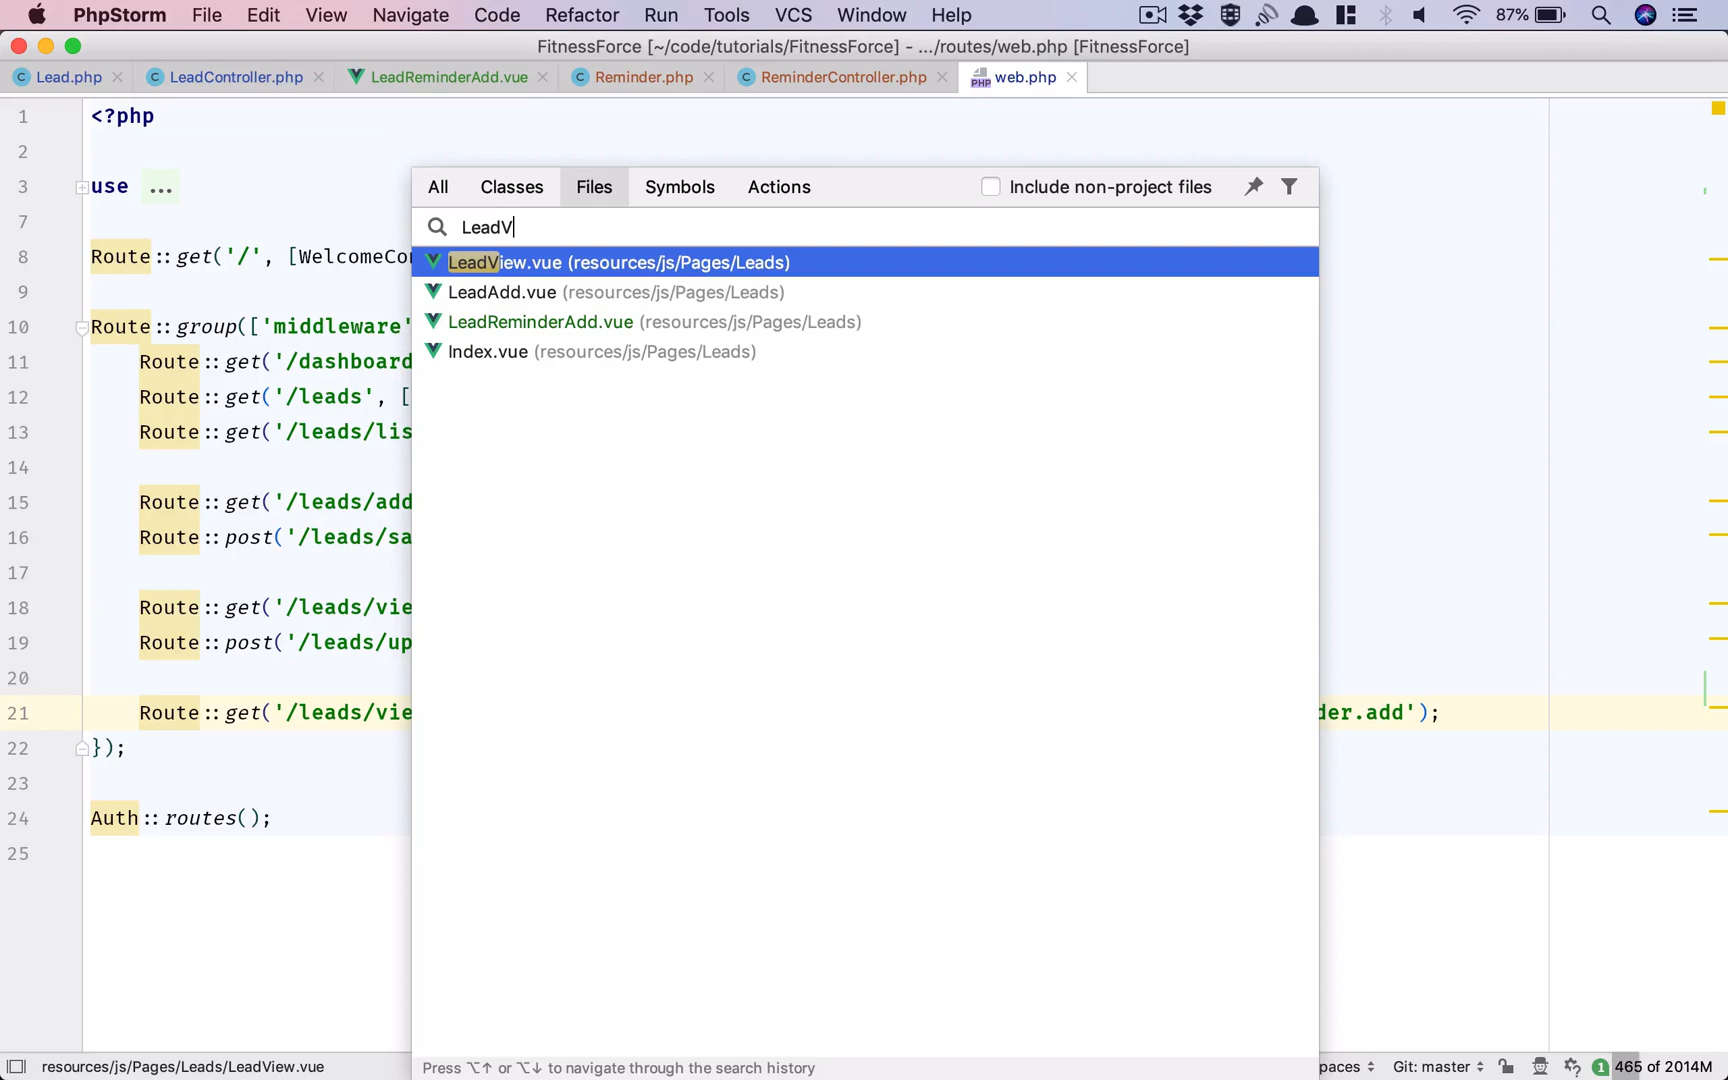 PhpStorm File Edit View Navigate Code Refactor Run Tools VCS Window Help 87%
FitnessForce [~/code/tutorials/FitnessForce] - .../routes/web.php [FitnessForce]
Lead.php LeadController.php LeadReminderAdd.vue Reminder.php ReminderController.php PHP web.php
1 <?php
2
3 use ...
7
8 Route::get('/', [WelcomeCon
9
10 Route::group(['middleware'
11 Route::get('/dashboard
12 Route::get('/leads', [
13 Route::get('/leads/lis
14
15 Route::get('/leads/add
16 Route::post('/leads/sa
17
18 Route::get('/leads/vie
19 Route::post('/leads/up
20
21 Route::get('/leads/vie der.add');
22 });
23
24 Auth::routes();
25
All Classes Files Symbols Actions Include non-project files
LeadV
LeadView.vue (resources/js/Pages/Leads)
LeadAdd.vue (resources/js/Pages/Leads)
LeadReminderAdd.vue (resources/js/Pages/Leads)
Index.vue (resources/js/Pages/Leads)
Press ⌥↑ or ⌥↓ to navigate through the search history
resources/js/Pages/Leads/LeadView.vue paces Git: master 1 465 of 2014M